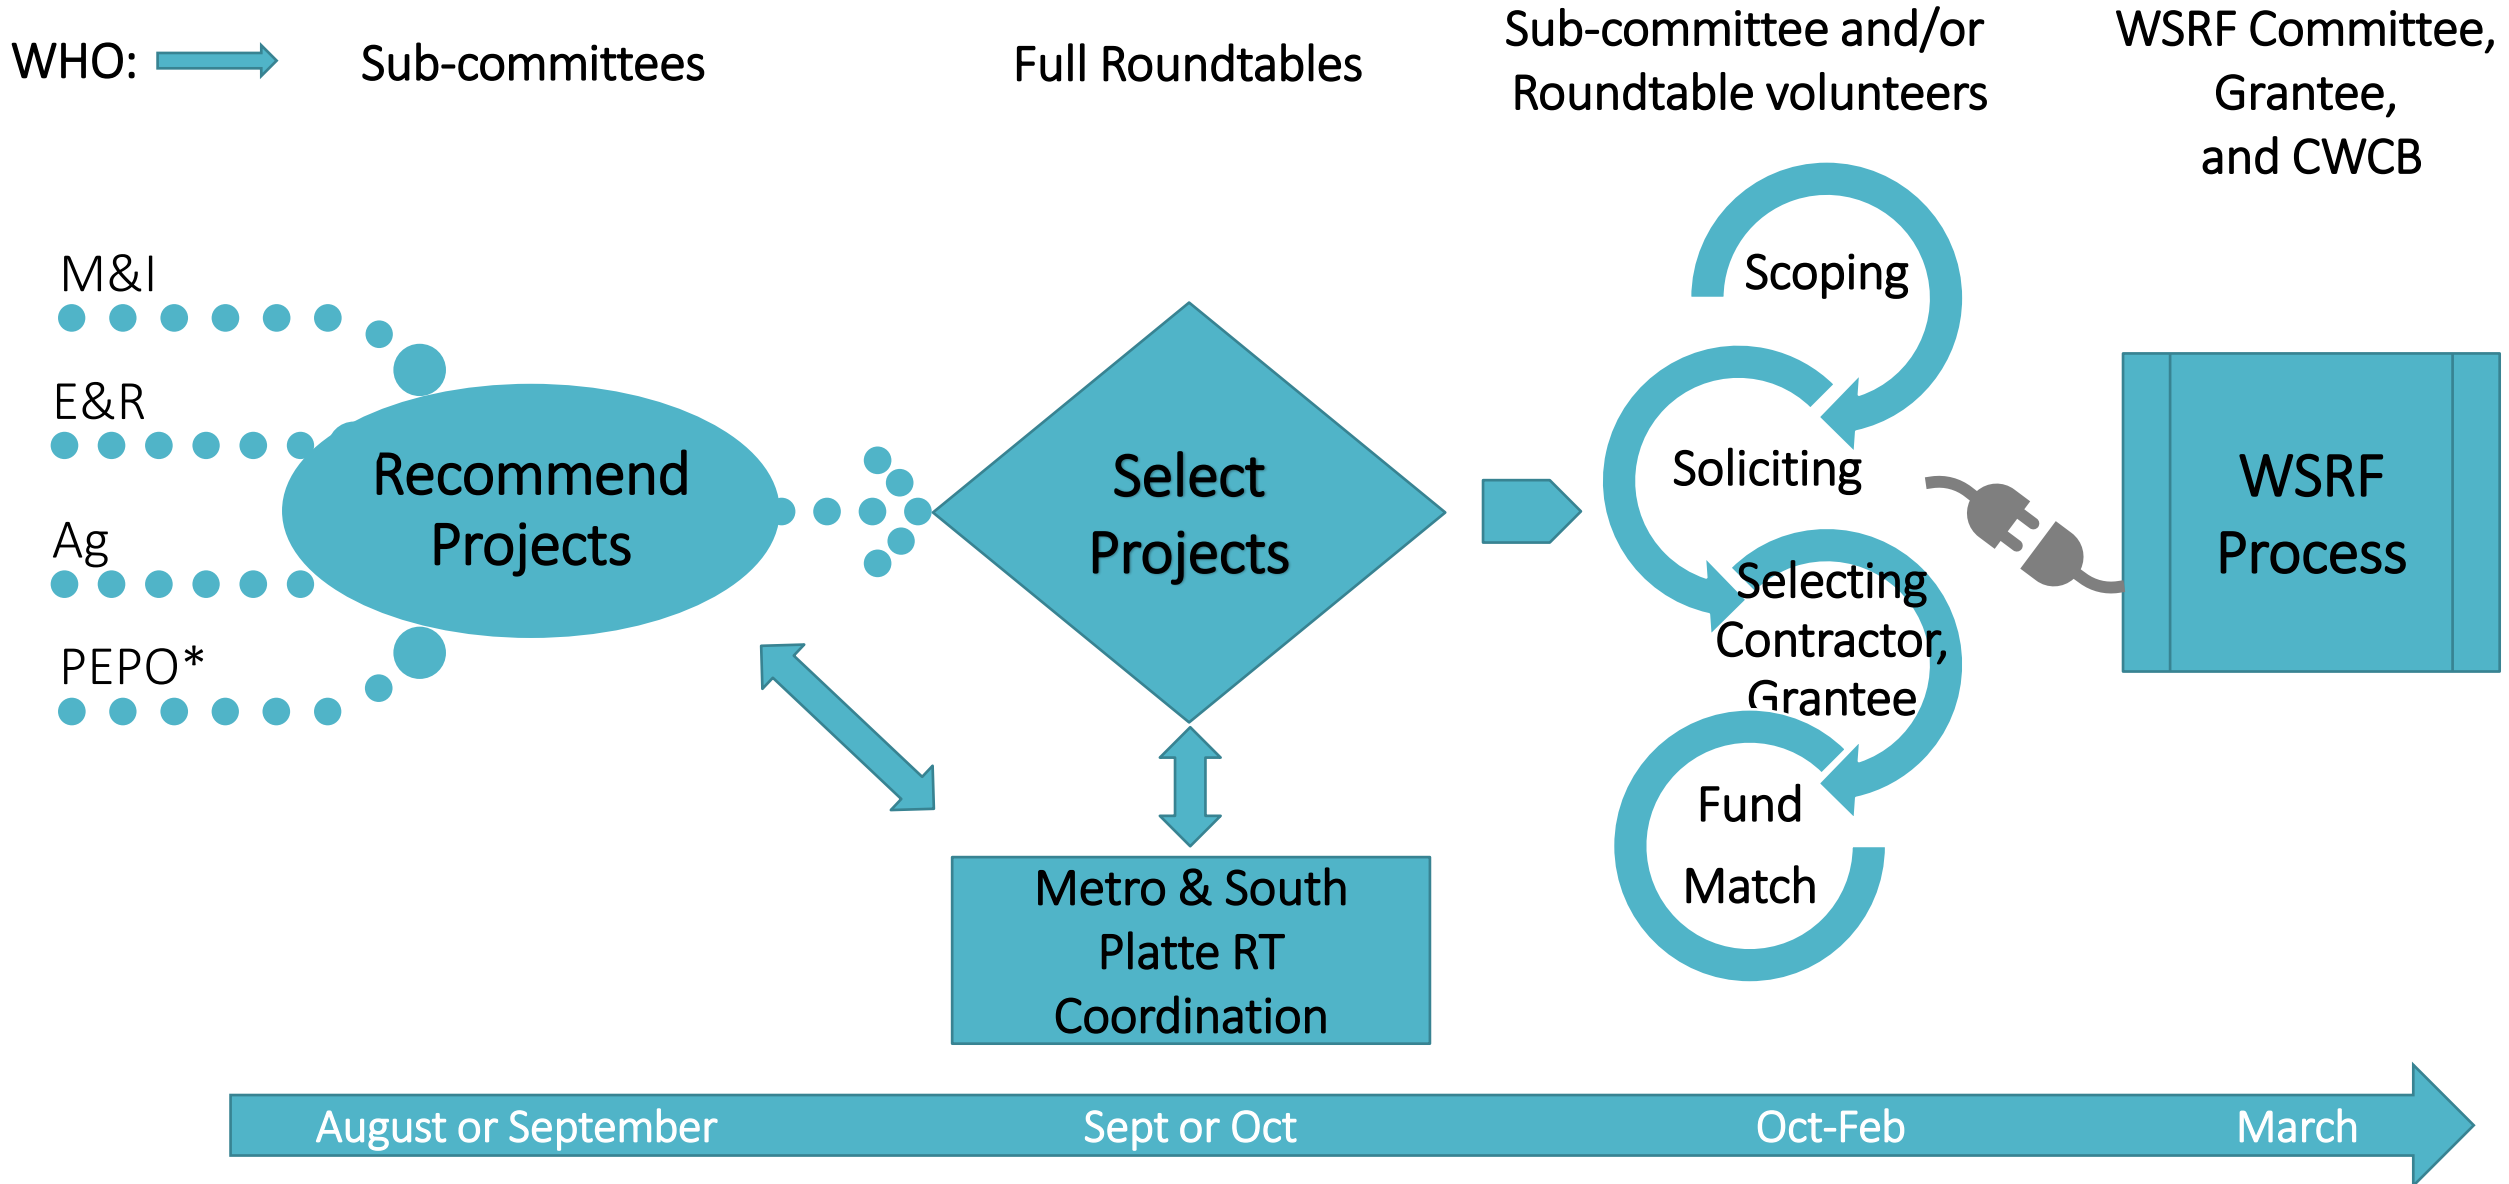 WHO:
Sub-committees
Full Roundtables
Sub-committee and/or
Roundtable volunteers
WSRF Committee,
Grantee,
and CWCB
M&I
E&R
Ag
PEPO*
Recommend
Projects
Select
Projects
Scoping
Soliciting
Selecting
Contractor,
Grantee
Fund
Match
WSRF
Process
Metro & South
Platte RT
Coordination
August or September
Sept or Oct
Oct-Feb
March